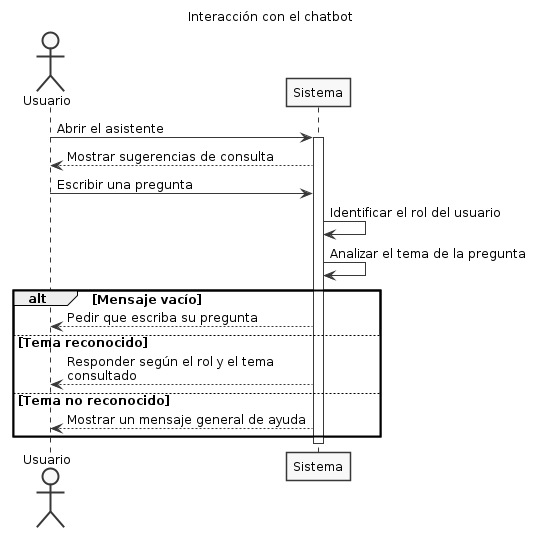 Interacción con el chatbot
Usuario
Sistema
Abrir el asistente
Mostrar sugerencias de consulta
Escribir una pregunta
Identificar el rol del usuario
Analizar el tema de la pregunta
alt [Mensaje vacío]
Pedir que escriba su pregunta
[Tema reconocido]
Responder según el rol y el tema
consultado
[Tema no reconocido]
Mostrar un mensaje general de ayuda
Usuario
Sistema